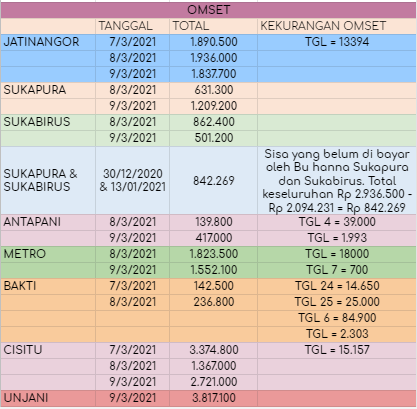 OMSET
TANGGAL TOTAL KEKURANGAN OMSET
JATINANGOR 7/3/2021 1.890.500 TGL = 13394
8/3/2021 1.936.000
9/3/2021 1.837.700
SUKAPURA 8/3/2021 631.300
9/3/2021 1.209.200
SUKABIRUS 8/3/2021 862.400
9/3/2021 501.200
SUKAPURA & SUKABIRUS 30/12/2020 & 13/01/2021 842.269 Sisa yang belum di bayar
oleh Bu hanna Sukapura
dan Sukabirus. Total
keseluruhan Rp 2.936.500 -
Rp 2.094.231 = Rp 842.269
ANTAPANI 8/3/2021 139.800 TGL 4 = 39.000
9/3/2021 417.000 TGL = 1.993
METRO 8/3/2021 1.823.500 TGL = 18000
9/3/2021 1.552.100 TGL 7 = 700
BAKTI 7/3/2021 142.500 TGL 24 = 14.650
8/3/2021 236.800 TGL 25 = 25.000
TGL 6 = 84.900
TGL = 2.303
CISITU 7/3/2021 3.374.800 TGL = 15.157
8/3/2021 1.367.000
9/3/2021 2.721.000
UNJANI 9/3/2021 3.817.100